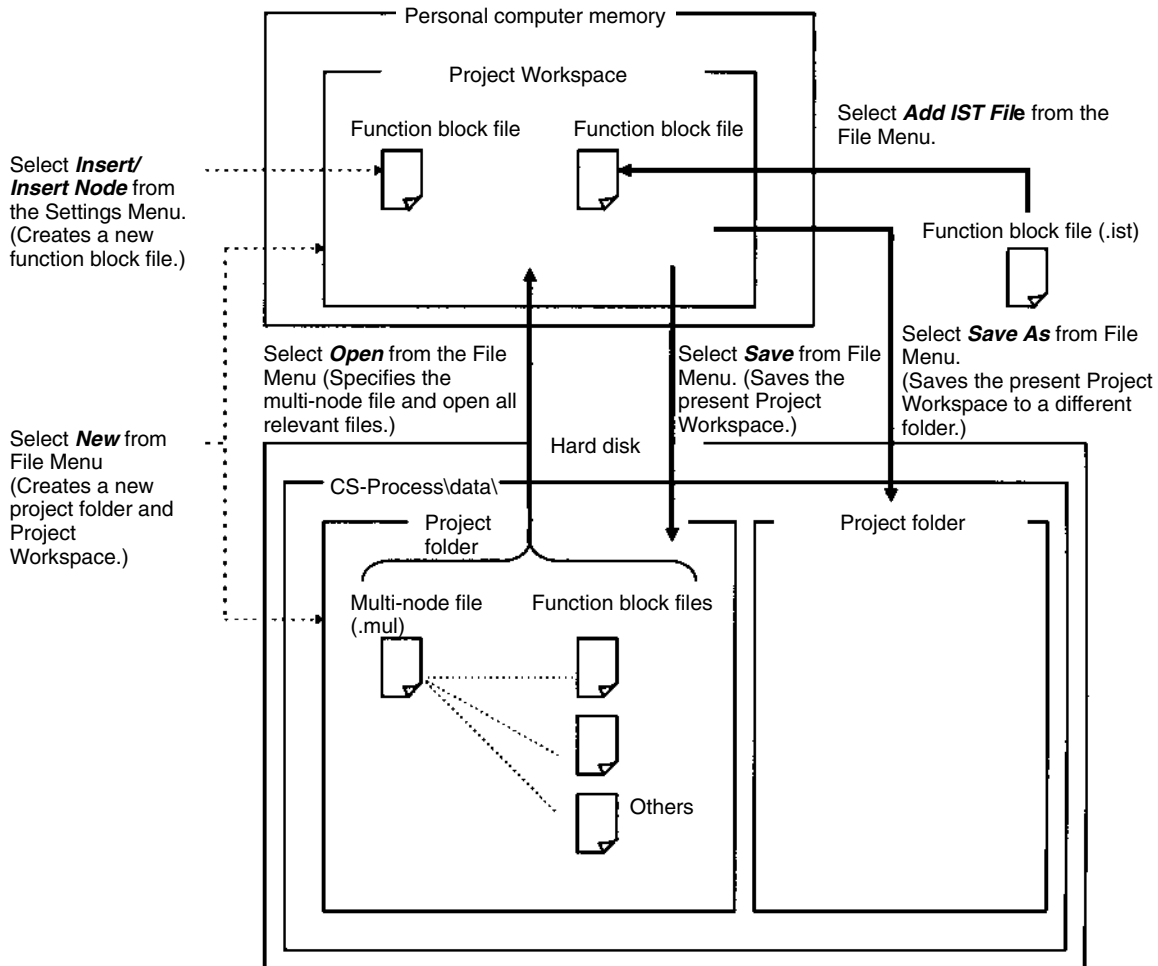 Personal computer memory
Project Workspace
Function block file
Function block file
Select Add IST File from the
File Menu.
Select Insert/
Insert Node from
the Settings Menu.
(Creates a new
function block file.)
Function block file (.ist)
Select Open from the File
Menu (Specifies the
multi-node file and open all
relevant files.)
Select Save from File
Menu. (Saves the
present Project
Workspace.)
Select Save As from File
Menu.
(Saves the present Project
Workspace to a different
folder.)
Select New from
File Menu
(Creates a new
project folder and
Project
Workspace.)
Hard disk
CS-Process\data\
Project
folder
Project folder
Multi-node file
(.mul)
Function block files
Others